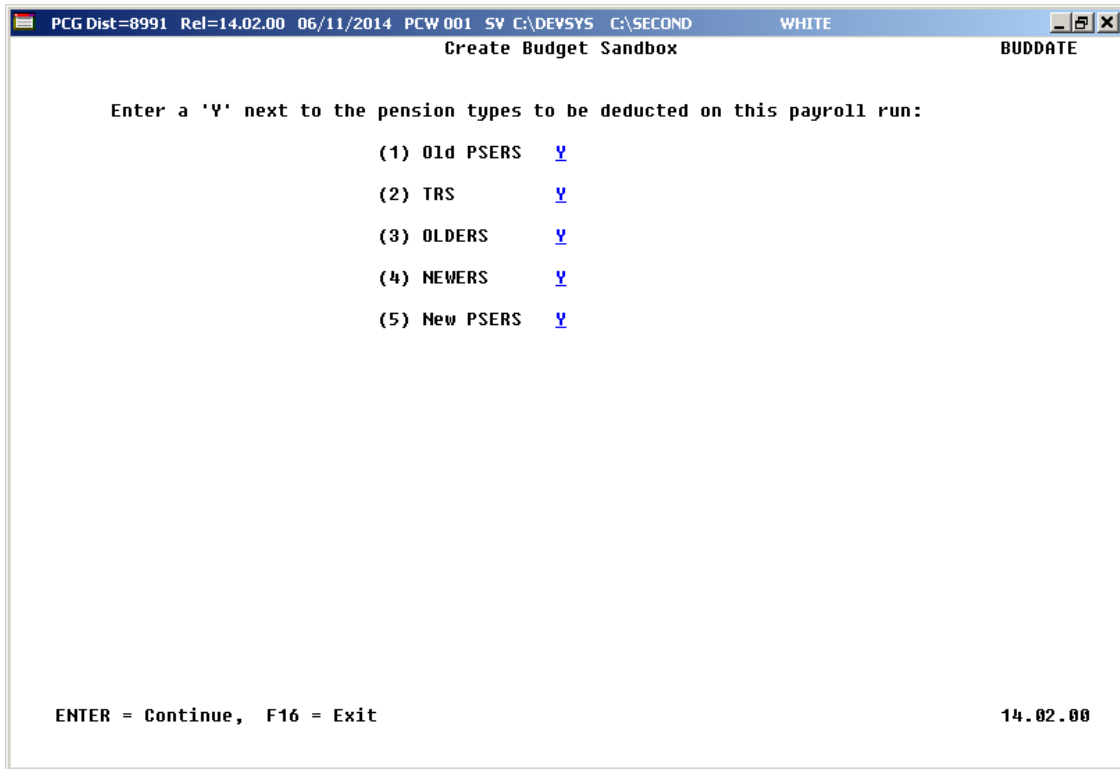 PCG Dist=8991 Rel=14.02.00 06/11/2014 PCW 001 SV C:\DEVSYS C:\SECOND WHITE
Create Budget Sandbox BUDDATE
Enter a 'Y' next to the pension types to be deducted on this payroll run:
(1) Old PSERS Y
(2) TRS Y
(3) OLDERS Y
(4) NEWERS Y
(5) New PSERS Y
ENTER = Continue, F16 = Exit 14.02.00